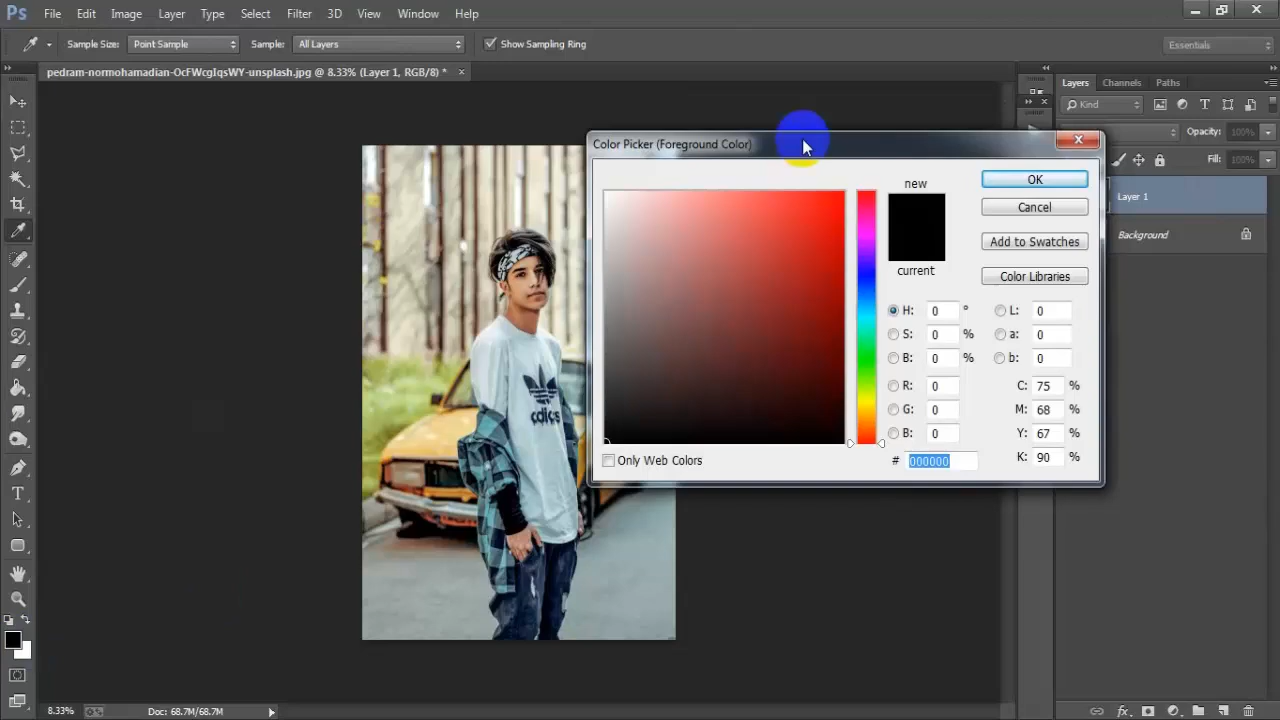 Ps File Edit Image Layer Type Select Filter 3D View Window Help
Sample Size: Point Sample Sample: All Layers Show Sampling Ring Essentials
pedram-normohamadian-OcFWcgIqsWY-unsplash.jpg @ 8.33% (Layer 1, RGB/8) * ×
Layers Channels Paths
Kind
Opacity: 100%
Fill: 100%
Layer 1
Background
Color Picker (Foreground Color)
new
current
OK
Cancel
Add to Swatches
Color Libraries
H: 0 ° L: 0
S: 0 % a: 0
B: 0 % b: 0
R: 0 C: 75 %
G: 0 M: 68 %
B: 0 Y: 67 %
# 000000 K: 90 %
Only Web Colors
adidas
8.33% Doc: 68.7M/68.7M